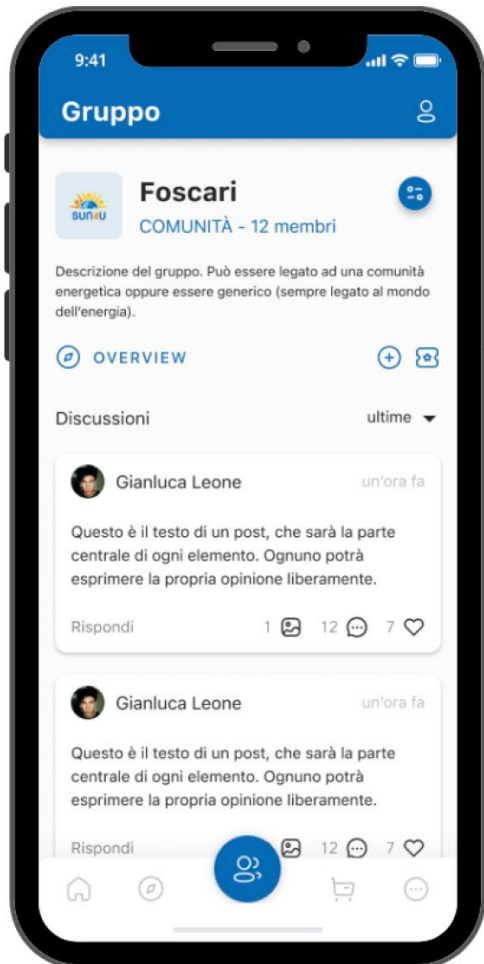 9:41
Gruppo
SUN4U
Foscari
COMUNITÀ - 12 membri
Descrizione del gruppo. Può essere legato ad una comunità
energetica oppure essere generico (sempre legato al mondo
dell'energia).
OVERVIEW
Discussioni ultime
Gianluca Leone un'ora fa
Questo è il testo di un post, che sarà la parte
centrale di ogni elemento. Ognuno potrà
esprimere la propria opinione liberamente.
Rispondi 1 12 7
Gianluca Leone un'ora fa
Questo è il testo di un post, che sarà la parte
centrale di ogni elemento. Ognuno potrà
esprimere la propria opinione liberamente.
Rispondi 12 7